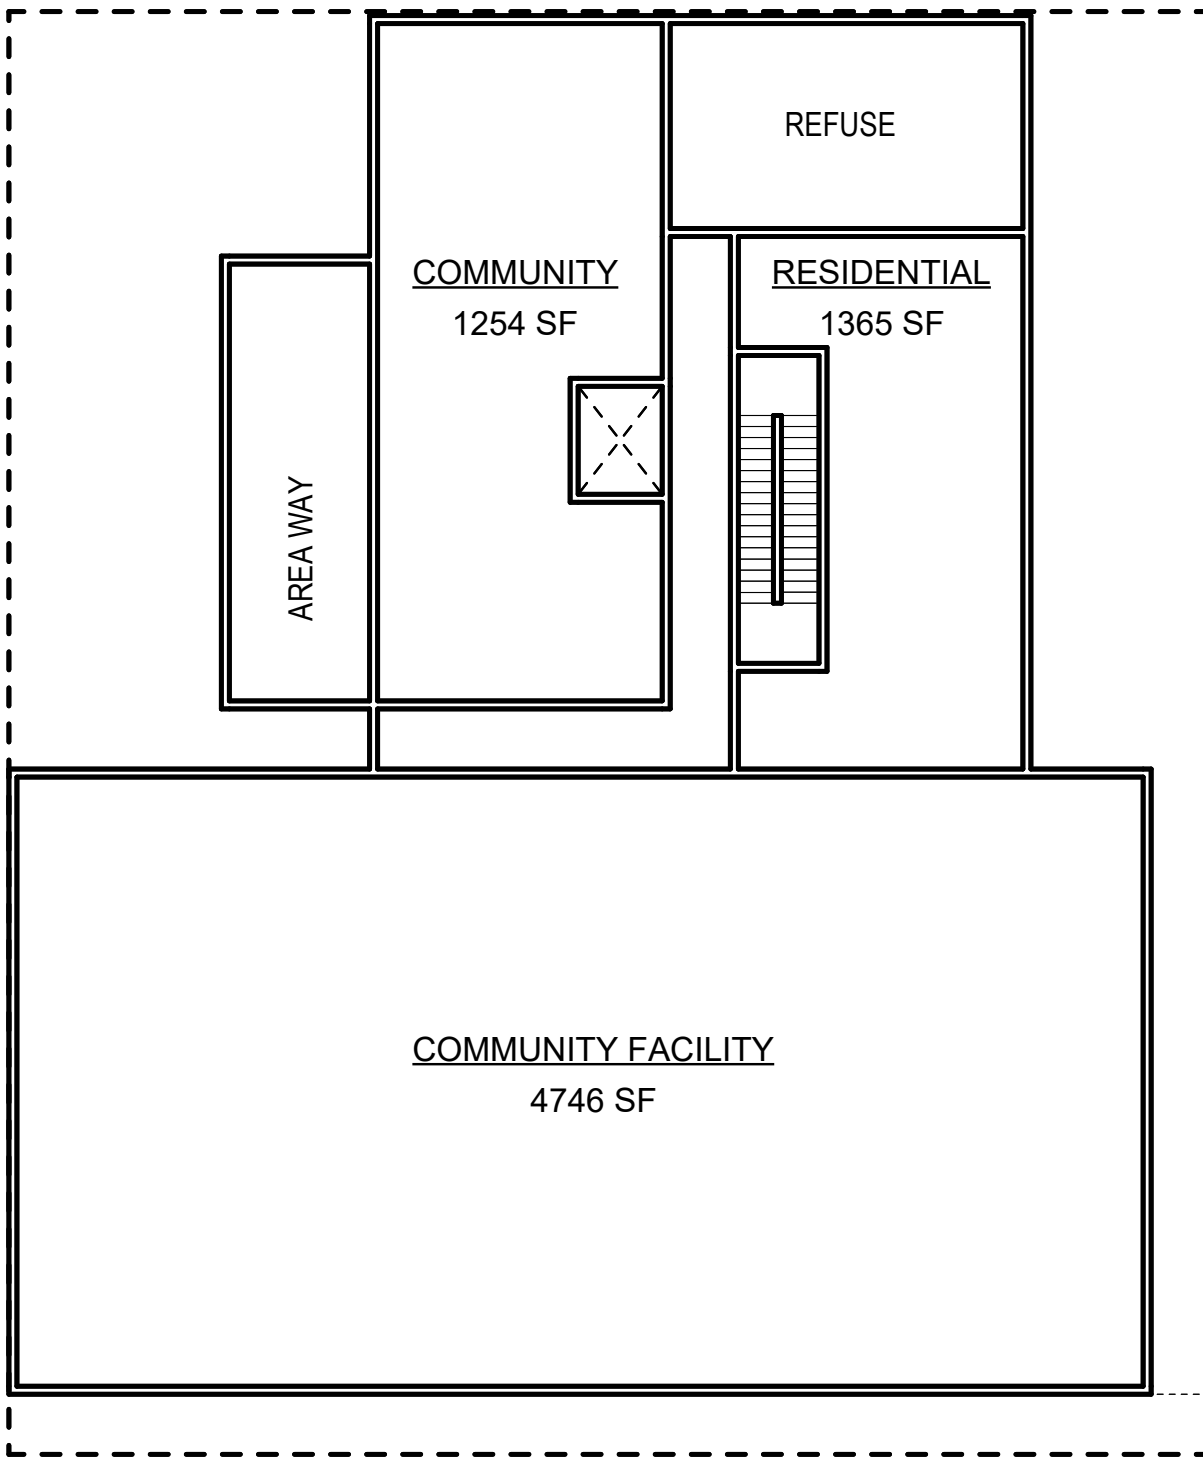 REFUSE
COMMUNITY
1254 SF
RESIDENTIAL
1365 SF
AREA WAY
COMMUNITY FACILITY
4746 SF